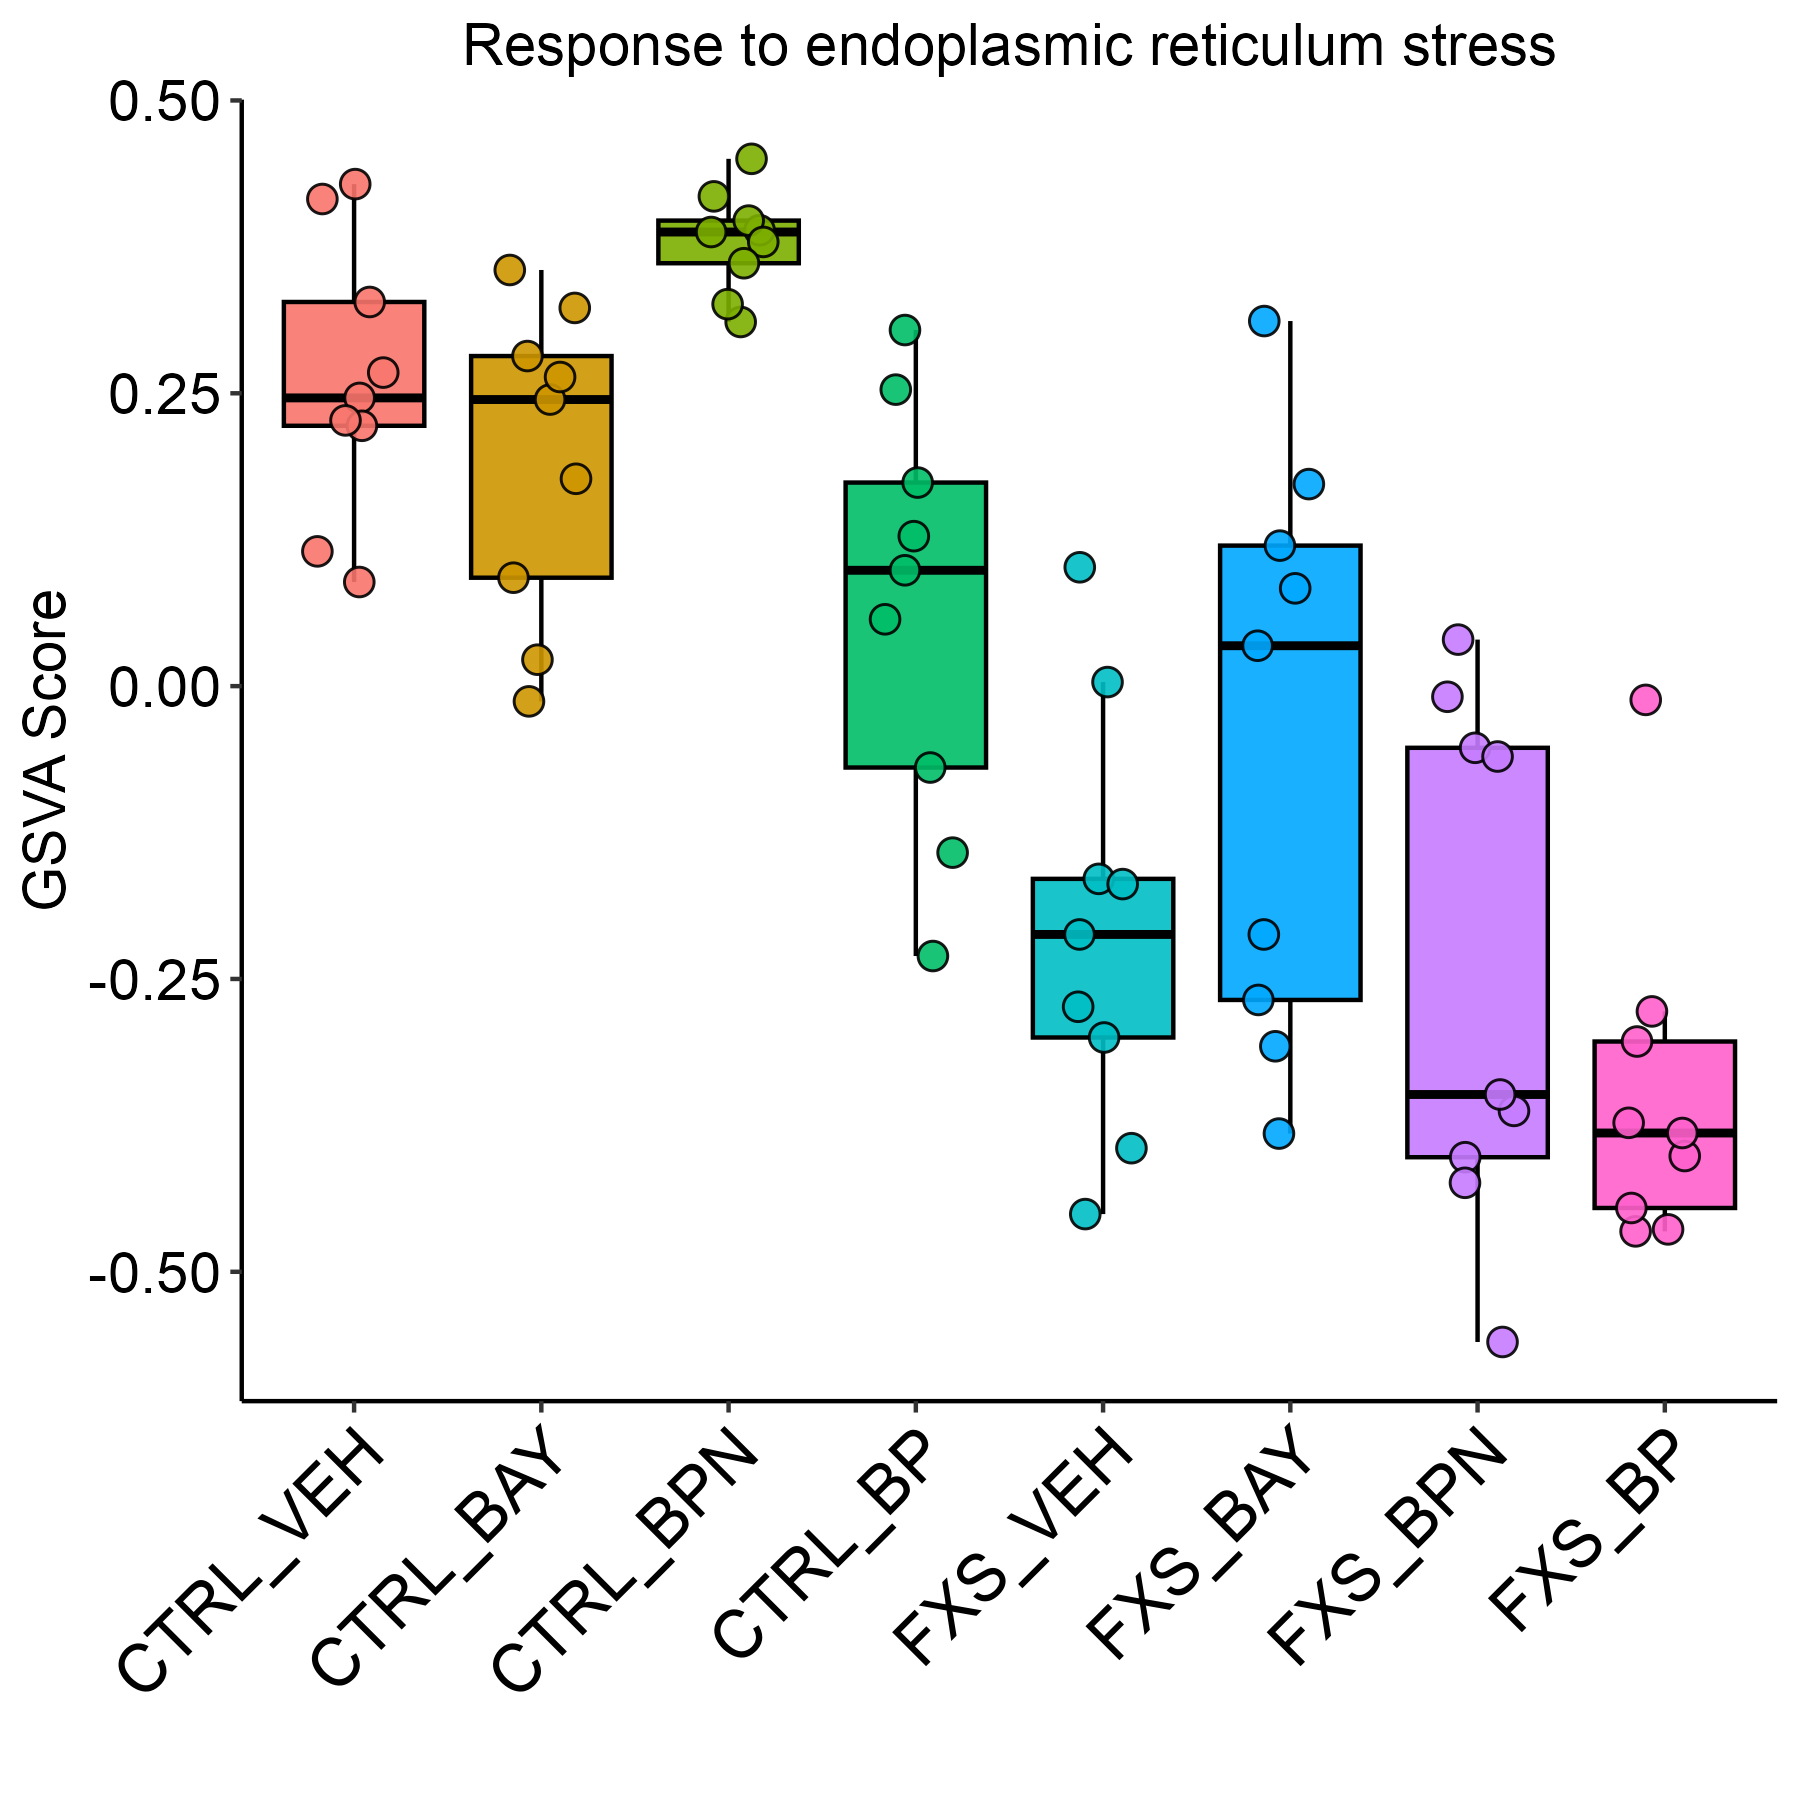 Response to endoplasmic reticulum stress
0.50
0.25
0.00
-0.25
-0.50
GSVA Score
CTRL_VEH
CTRL_BAY
CTRL_BPN
CTRL_BP
FXS_VEH
FXS_BAY
FXS_BPN
FXS_BP